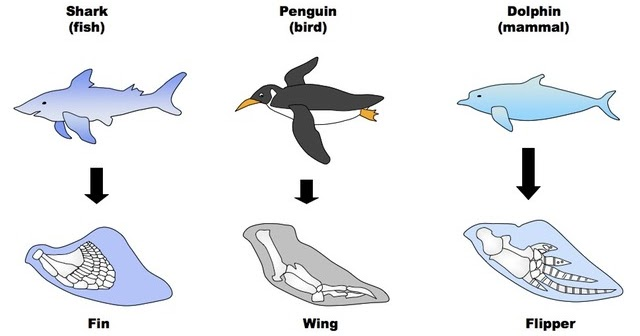 Shark
(fish)
Penguin
(bird)
Dolphin
(mammal)
Fin
Wing
Flipper